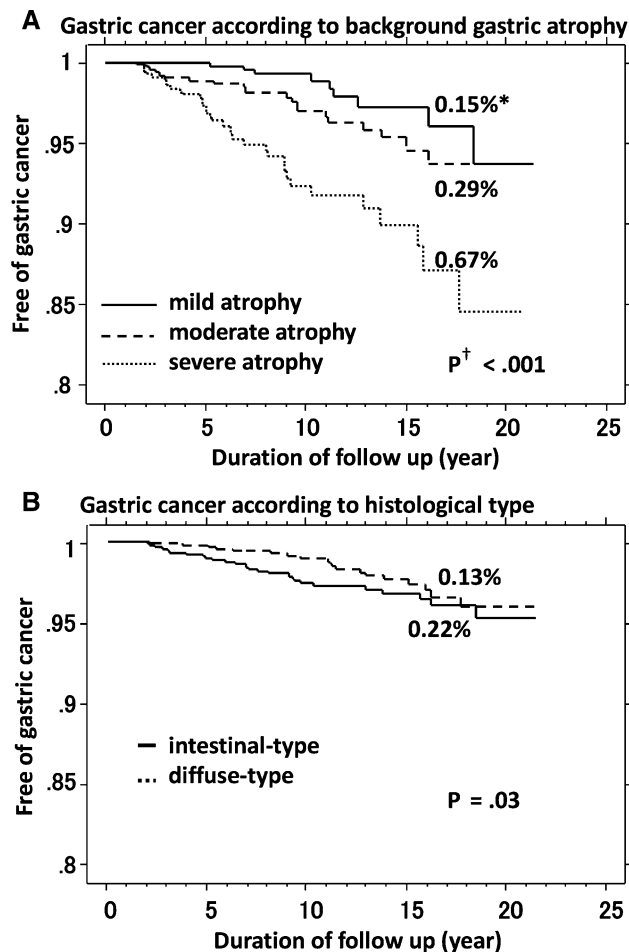 A
Gastric cancer according to background gastric atrophy
1
.95
.9
.85
.8
Free of gastric cancer
0.15%*
0.29%
0.67%
mild atrophy
moderate atrophy
severe atrophy
P† < .001
0 5 10 15 20 25
Duration of follow up (year)
B
Gastric cancer according to histological type
1
.95
.9
.85
.8
Free of gastric cancer
0.13%
0.22%
intestinal-type
diffuse-type
P = .03
0 5 10 15 20 25
Duration of follow up (year)